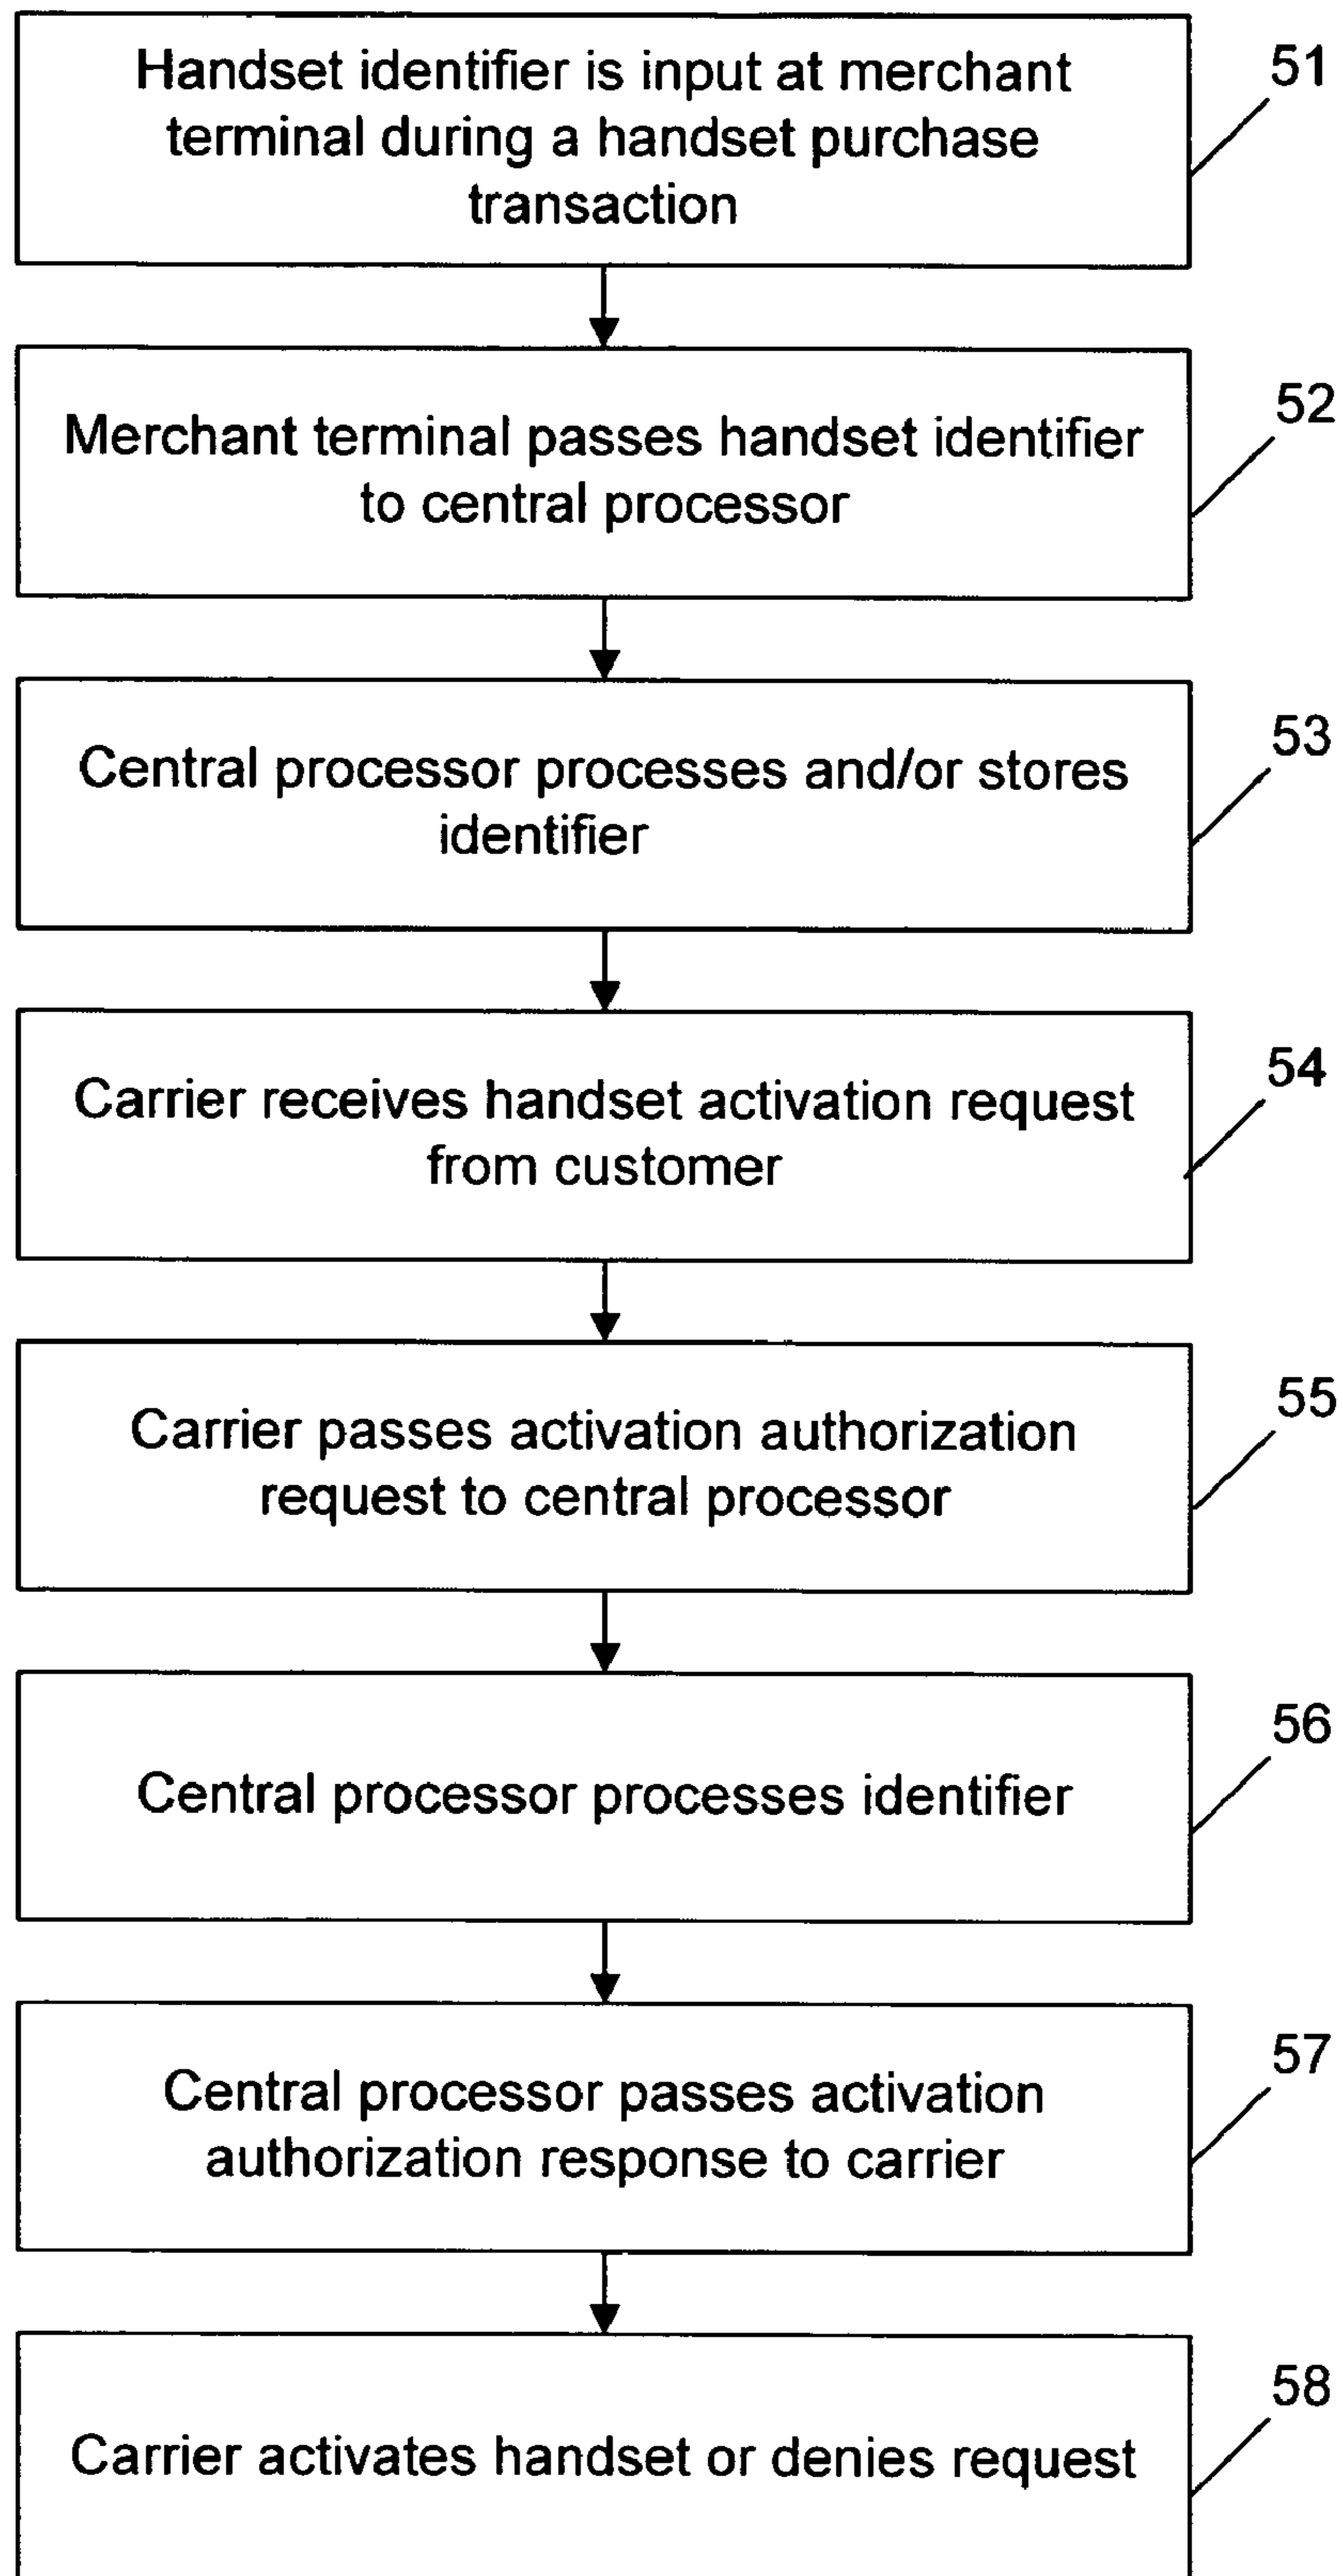 Handset identifier is input at merchant
terminal during a handset purchase
transaction
51
Merchant terminal passes handset identifier
to central processor
52
Central processor processes and/or stores
identifier
53
Carrier receives handset activation request
from customer
54
Carrier passes activation authorization
request to central processor
55
Central processor processes identifier
56
Central processor passes activation
authorization response to carrier
57
Carrier activates handset or denies request
58